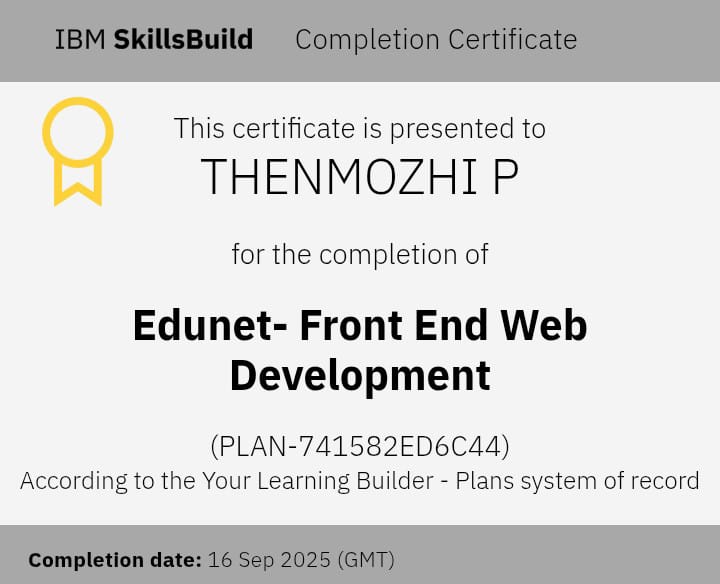 IBM SkillsBuild Completion Certificate
This certificate is presented to
THENMOZHI P
for the completion of
Edunet- Front End Web
Development
(PLAN-741582ED6C44)
According to the Your Learning Builder - Plans system of record
Completion date: 16 Sep 2025 (GMT)